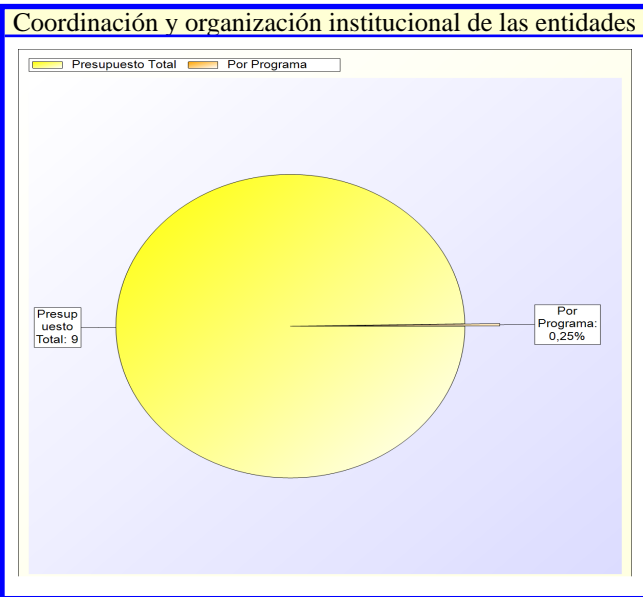 Coordinación y organización institucional de las entidades
Presupuesto Total Por Programa
Presup
uesto
Total: 9
Por
Programa:
0,25%